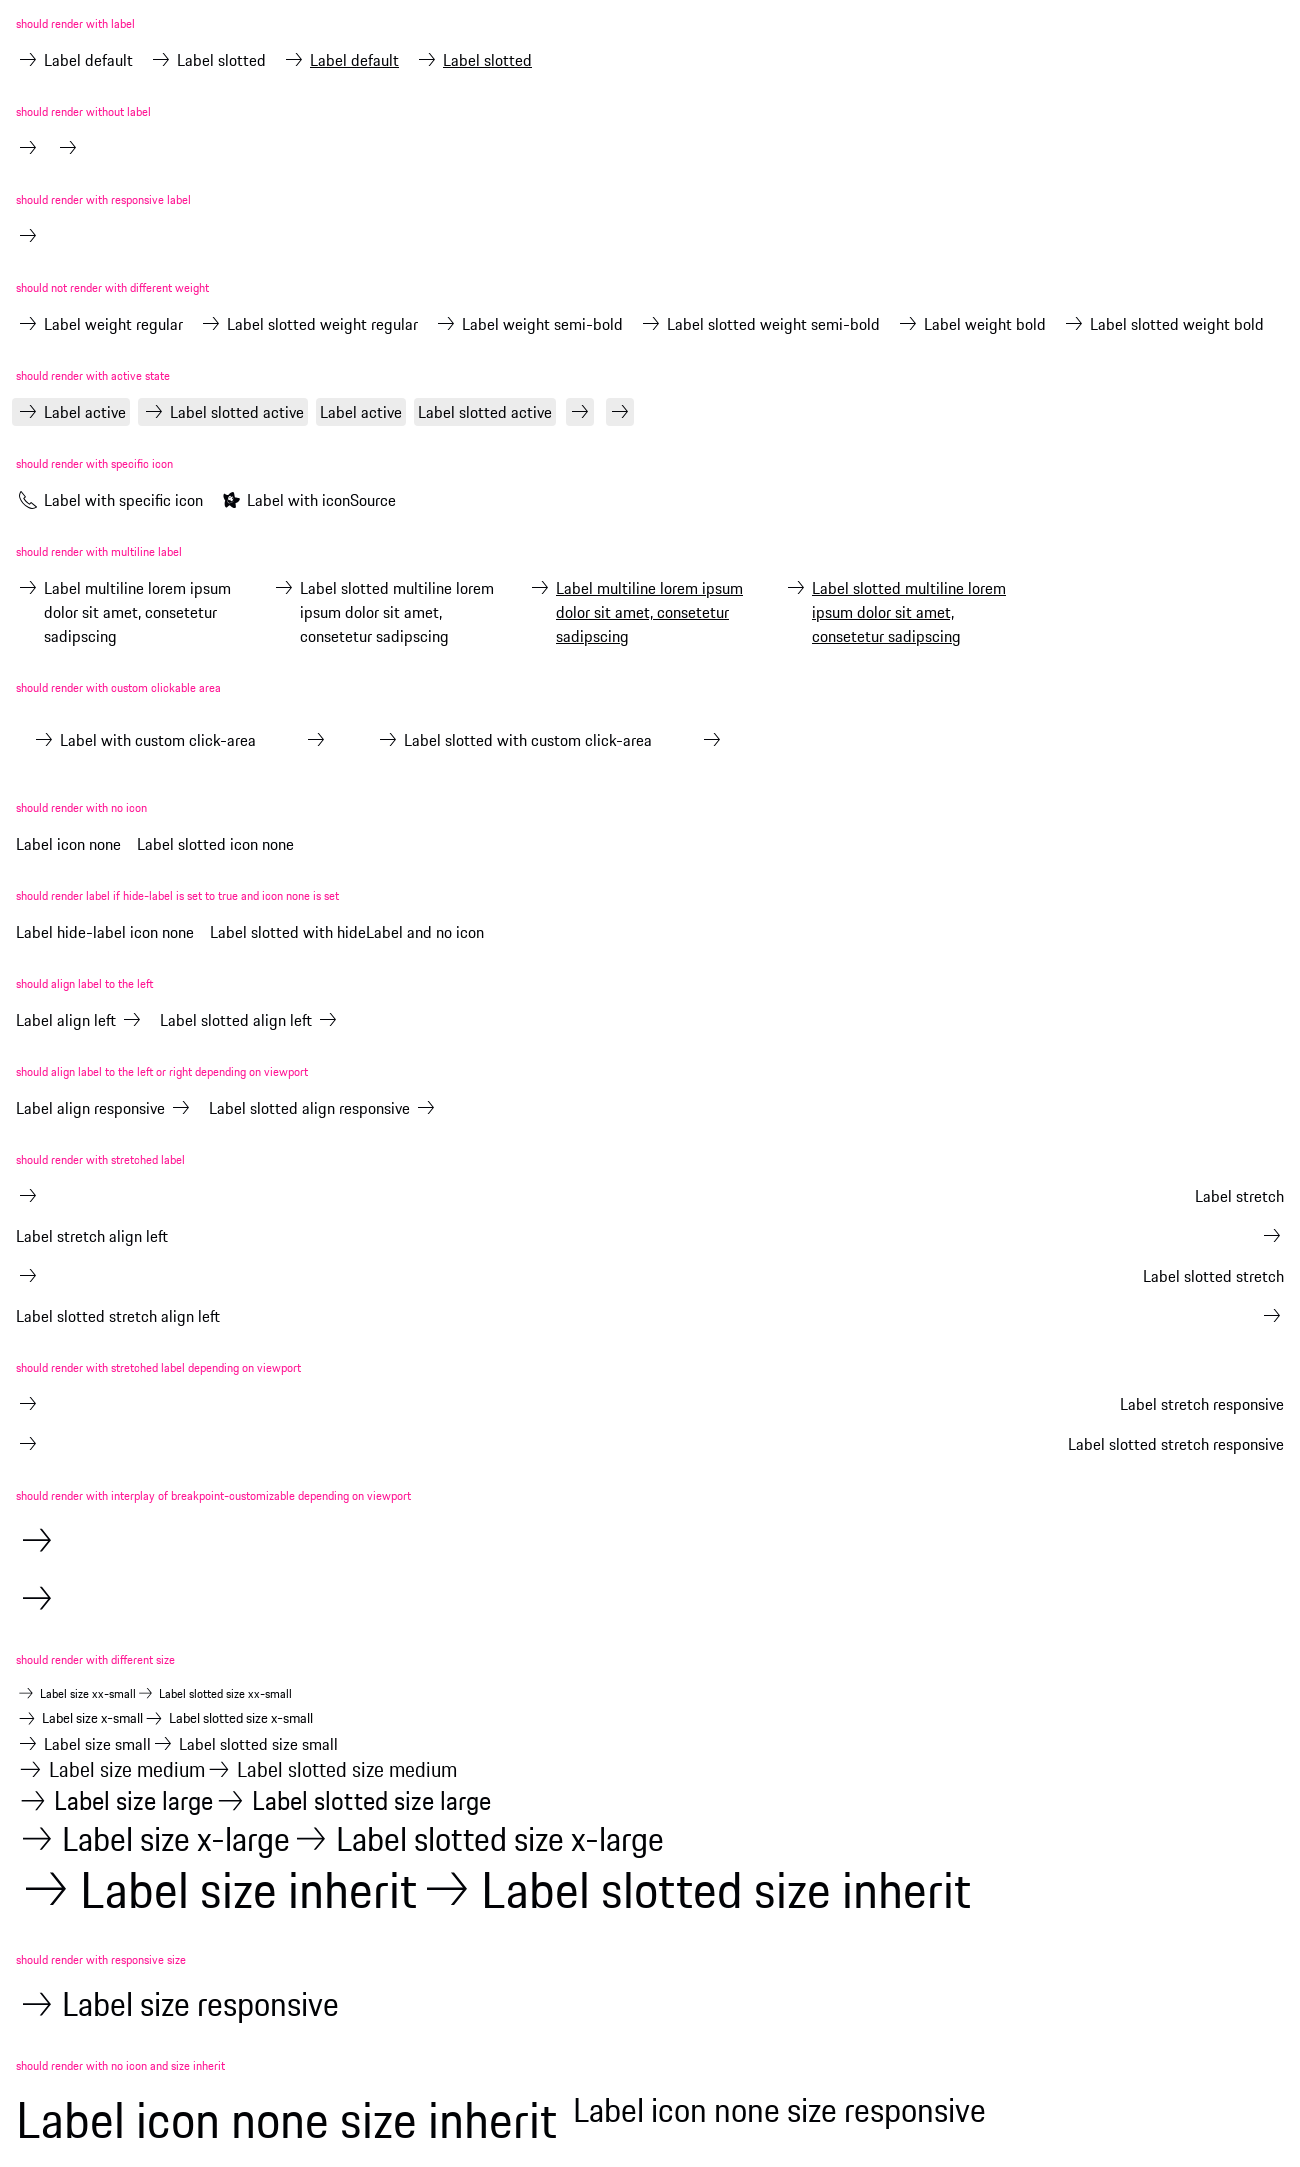 should render with label
Label default Label slotted Label default Label slotted
should render without label
should render with responsive label
should not render with different weight
Label weight regular Label slotted weight regular Label weight semi-bold Label slotted weight semi-bold Label weight bold Label slotted weight bold
should render with active state
Label active Label slotted active Label active Label slotted active
should render with specific icon
Label with specific icon Label with iconSource
should render with multiline label
Label multiline lorem ipsum
dolor sit amet, consetetur
sadipscing
Label slotted multiline lorem
ipsum dolor sit amet,
consetetur sadipscing
Label multiline lorem ipsum
dolor sit amet, consetetur
sadipscing
Label slotted multiline lorem
ipsum dolor sit amet,
consetetur sadipscing
should render with custom clickable area
Label with custom click-area Label slotted with custom click-area
should render with no icon
Label icon none Label slotted icon none
should render label if hide-label is set to true and icon none is set
Label hide-label icon none Label slotted with hideLabel and no icon
should align label to the left
Label align left Label slotted align left
should align label to the left or right depending on viewport
Label align responsive Label slotted align responsive
should render with stretched label
Label stretch
Label stretch align left
Label slotted stretch
Label slotted stretch align left
should render with stretched label depending on viewport
Label stretch responsive
Label slotted stretch responsive
should render with interplay of breakpoint-customizable depending on viewport
should render with different size
Label size xx-small Label slotted size xx-small
Label size x-small Label slotted size x-small
Label size small Label slotted size small
Label size medium Label slotted size medium
Label size large Label slotted size large
Label size x-large Label slotted size x-large
Label size inherit Label slotted size inherit
should render with responsive size
Label size responsive
should render with no icon and size inherit
Label icon none size inherit Label icon none size responsive